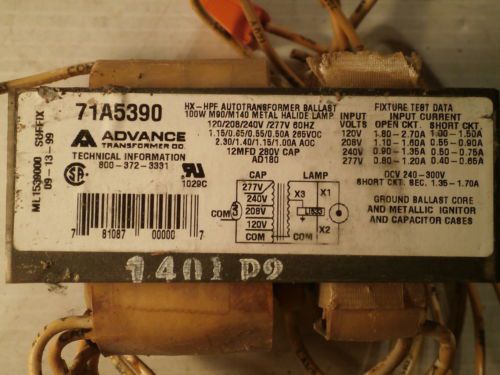 71A5390
ADVANCE
TRANSFORMER CO.
TECHNICAL INFORMATION
800-372-3331
ML1539000 SUFFIX
09-13-99
1029C
7 81087 00000 7
HX-HPF AUTOTRANSFORMER BALLAST
100W M90/M140 METAL HALIDE LAMP
120/208/240V /277V 60HZ
1.15/0.65/0.55/0.50A 265VOC
2.30/1.40/1.15/1.00A AOC
12MFD 280V CAP
AD180
CAP LAMP
277V
240V
208V
120V
COM
COM
X3
X1
X2
COM
FIXTURE TEST DATA
INPUT INPUT CURRENT
VOLTS OPEN CKT. SHORT CKT.
120V 1.80-2.70A 1.00-1.50A
208V 1.10-1.60A 0.55-0.90A
240V 0.90-1.35A 0.50-0.75A
277V 0.80-1.20A 0.40-0.65A
OCV 240-300V
SHORT CKT. SEC. 1.35-1.70A
GROUND BALLAST CORE
AND METALLIC IGNITOR
AND CAPACITOR CASES
1401 P9